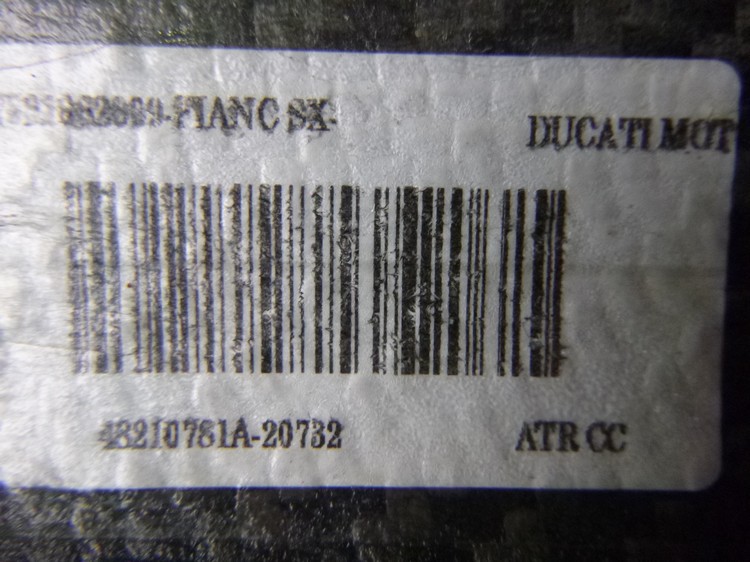 FIANC SX-
DUCATI MOT
48210781A-20732
ATR CC